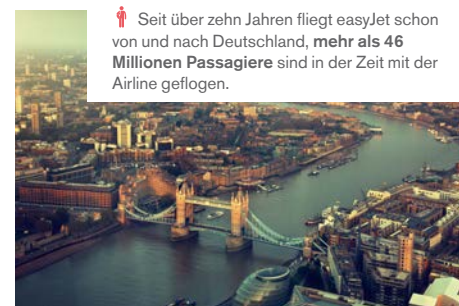 Seit über zehn Jahren fliegt easyJet schon
von und nach Deutschland, mehr als 46
Millionen Passagiere sind in der Zeit mit der
Airline geflogen.